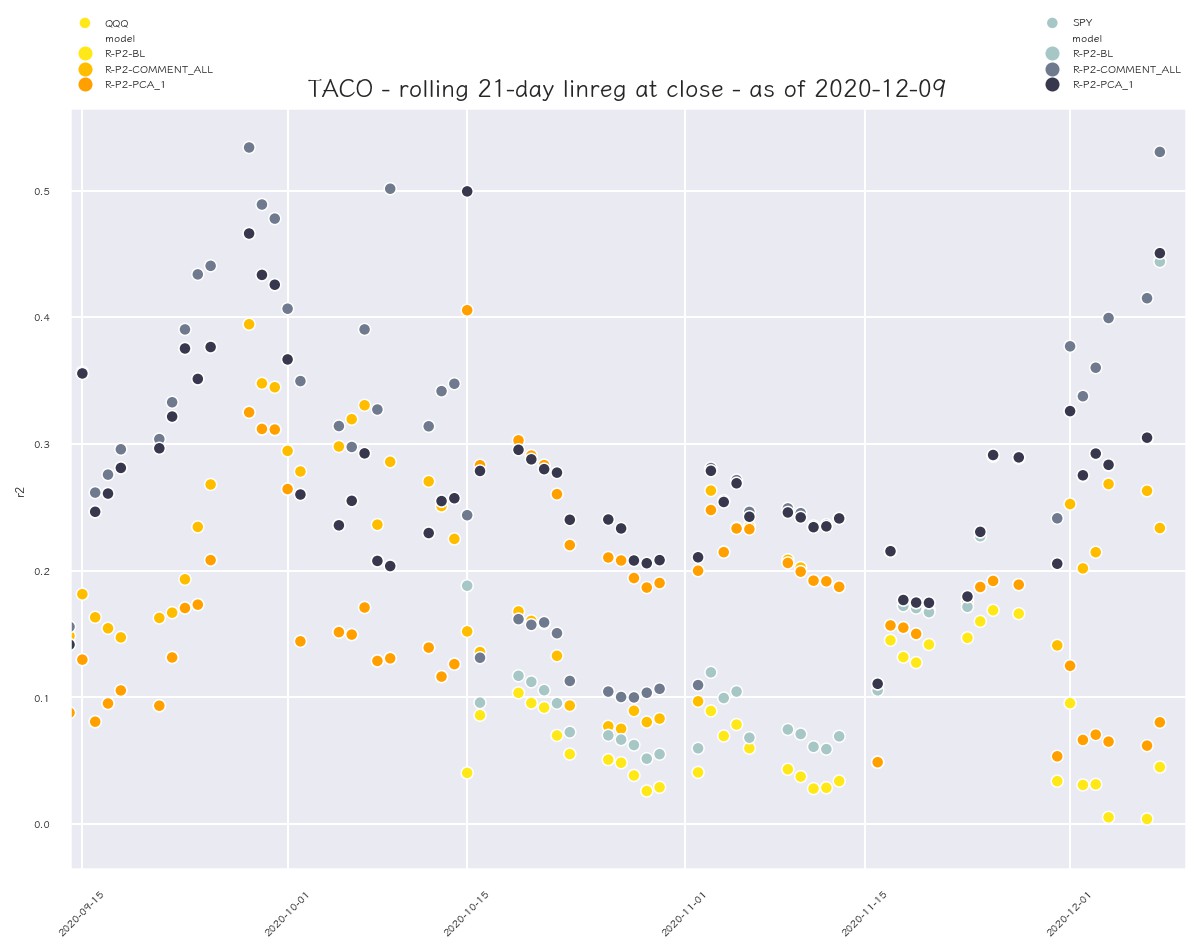 QQQ
model
R-P2-BL
R-P2-COMMENT_ALL
R-P2-PCA_1
SPY
model
R-P2-BL
R-P2-COMMENT_ALL
R-P2-PCA_1
TACO - rolling 21-day linreg at close - as of 2020-12-09
r2
0.5
0.4
0.3
0.2
0.1
0.0
2020-09-15
2020-10-01
2020-10-15
2020-11-01
2020-11-15
2020-12-01